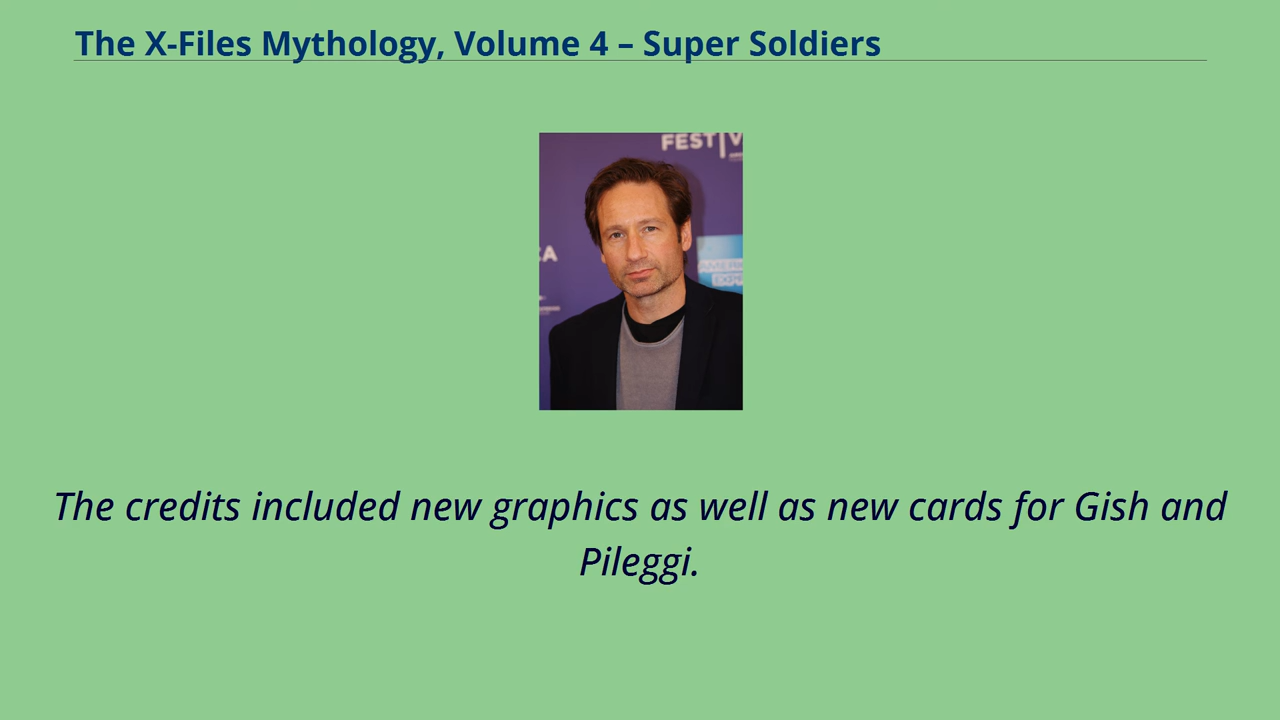 The X-Files Mythology, Volume 4 – Super Soldiers
FEST
The credits included new graphics as well as new cards for Gish and
Pileggi.